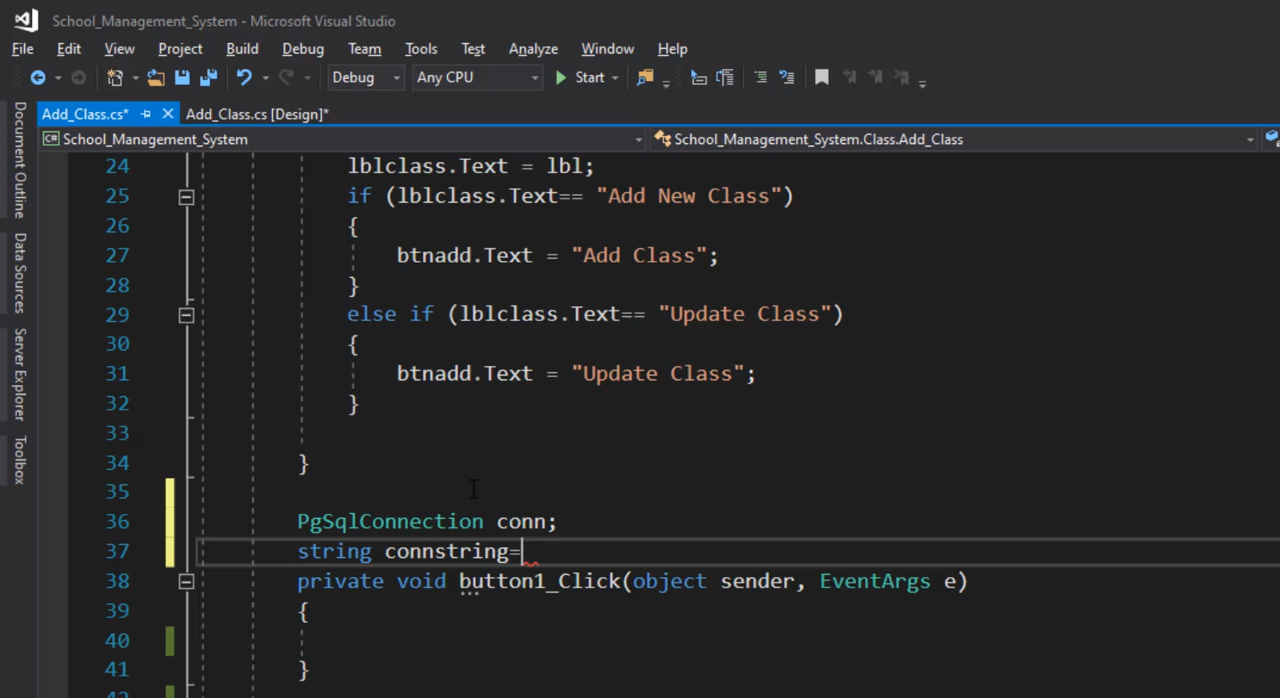 School_Management_System - Microsoft Visual Studio
File Edit View Project Build Debug Team Tools Test Analyze Window Help
Debug Any CPU Start
Add_Class.cs* Add_Class.cs [Design]*
C# School_Management_System School_Management_System.Class.Add_Class
Document Outline
Data Sources
Server Explorer
Toolbox
24 lblclass.Text = lbl;
25 if (lblclass.Text== "Add New Class")
26 {
27 btnadd.Text = "Add Class";
28 }
29 else if (lblclass.Text== "Update Class")
30 {
31 btnadd.Text = "Update Class";
32 }
33
34 }
35
36 PgSqlConnection conn;
37 string connstring=
38 private void button1_Click(object sender, EventArgs e)
39 {
40
41 }